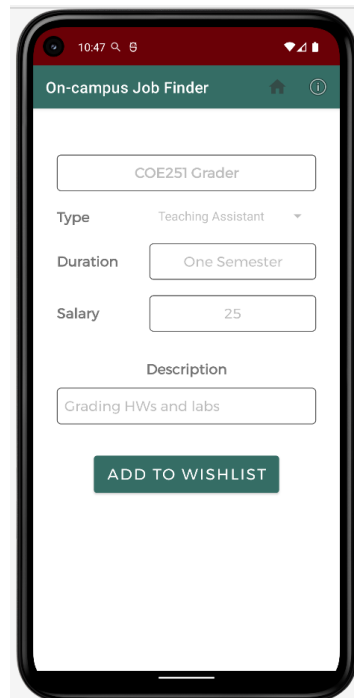 10:47
On-campus Job Finder
COE251 Grader
Type Teaching Assistant
Duration One Semester
Salary 25
Description
Grading HWs and labs
ADD TO WISHLIST